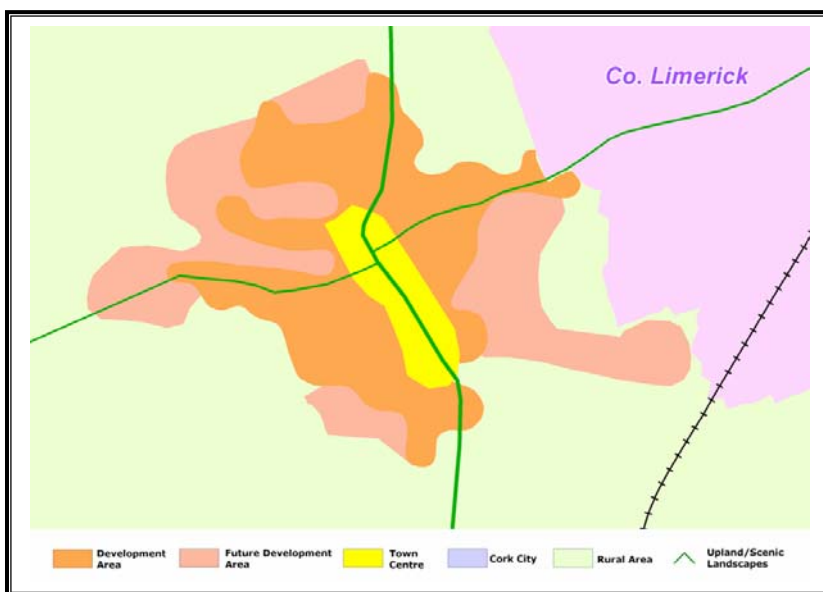 Co. Limerick
Development
Area
Future Development
Area
Town
Centre
Cork City
Rural Area
Upland/Scenic
Landscapes